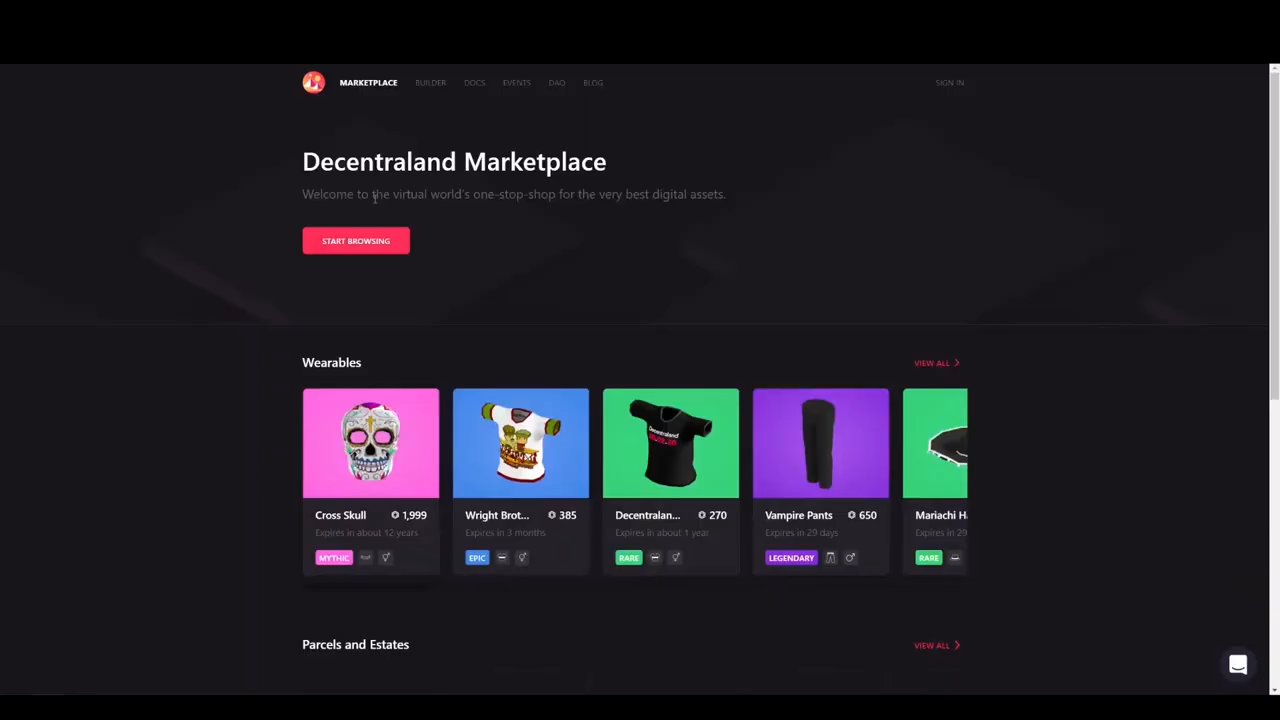 MARKETPLACE BUILDER DOCS EVENTS DAO BLOG SIGN IN
Decentraland Marketplace
Welcome to the virtual world's one-stop-shop for the very best digital assets.
START BROWSING
Wearables VIEW ALL
Cross Skull 1,999
Expires in about 12 years
MYTHIC
Wright Brot... 385
Expires in 3 months
EPIC
Decentralan... 270
Expires in about 1 year
RARE
Vampire Pants 650
Expires in 29 days
LEGENDARY
Mariachi
Expires in 29
RARE
Parcels and Estates VIEW ALL